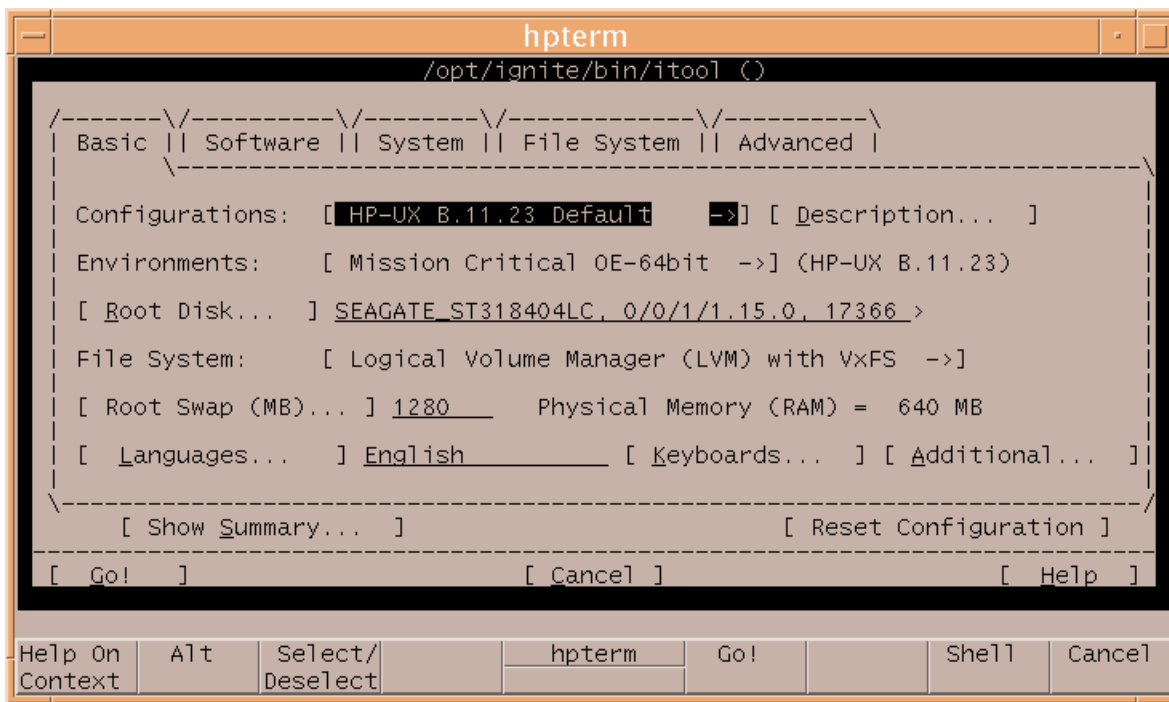 hpterm
/opt/ignite/bin/itool ()
/-------\/----------\/--------\/-------------\/----------\
| Basic || Software || System || File System || Advanced |
Configurations: [ HP-UX B.11.23 Default ->] [ Description... ]
Environments: [ Mission Critical OE-64bit ->] (HP-UX B.11.23)
[ Root Disk... ] SEAGATE_ST318404LC, 0/0/1/1.15.0, 17366 >
File System: [ Logical Volume Manager (LVM) with VxFS ->]
[ Root Swap (MB)... ] 1280 Physical Memory (RAM) = 640 MB
[ Languages... ] English [ Keyboards... ] [ Additional... ]
[ Show Summary... ] [ Reset Configuration ]
[ Go! ] [ Cancel ] [ Help ]
Help On Context Alt Select/Deselect hpterm Go! Shell Cancel